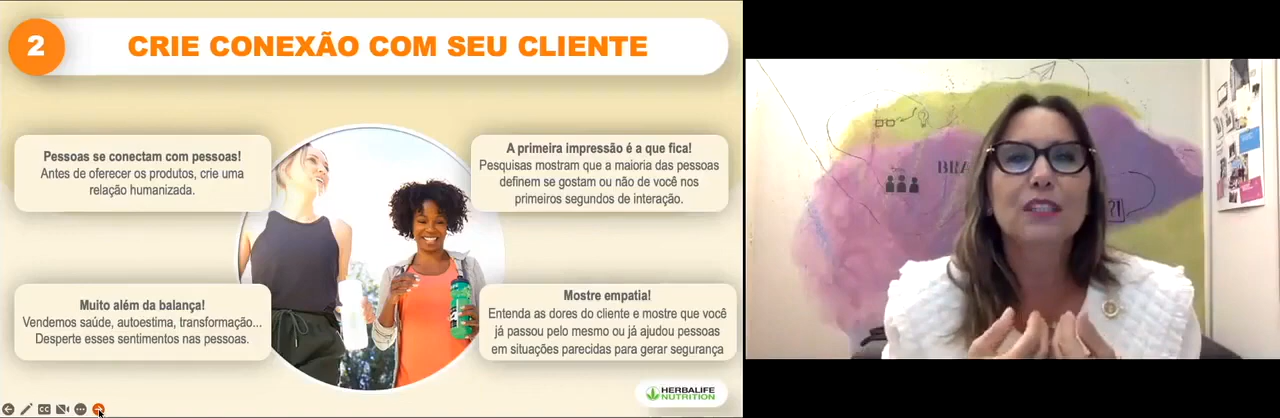 2
CRIE CONEXÃO COM SEU CLIENTE
Pessoas se conectam com pessoas!
Antes de oferecer os produtos, crie uma
relação humanizada.
A primeira impressão é a que fica!
Pesquisas mostram que a maioria das pessoas
definem se gostam ou não de você nos
primeiros segundos de interação.
Muito além da balança!
Vendemos saúde, autoestima, transformação...
Desperte esses sentimentos nas pessoas.
Mostre empatia!
Entenda as dores do cliente e mostre que você
já passou pelo mesmo ou já ajudou pessoas
em situações parecidas para gerar segurança
HERBALIFE
NUTRITION
CC
BRA
?!